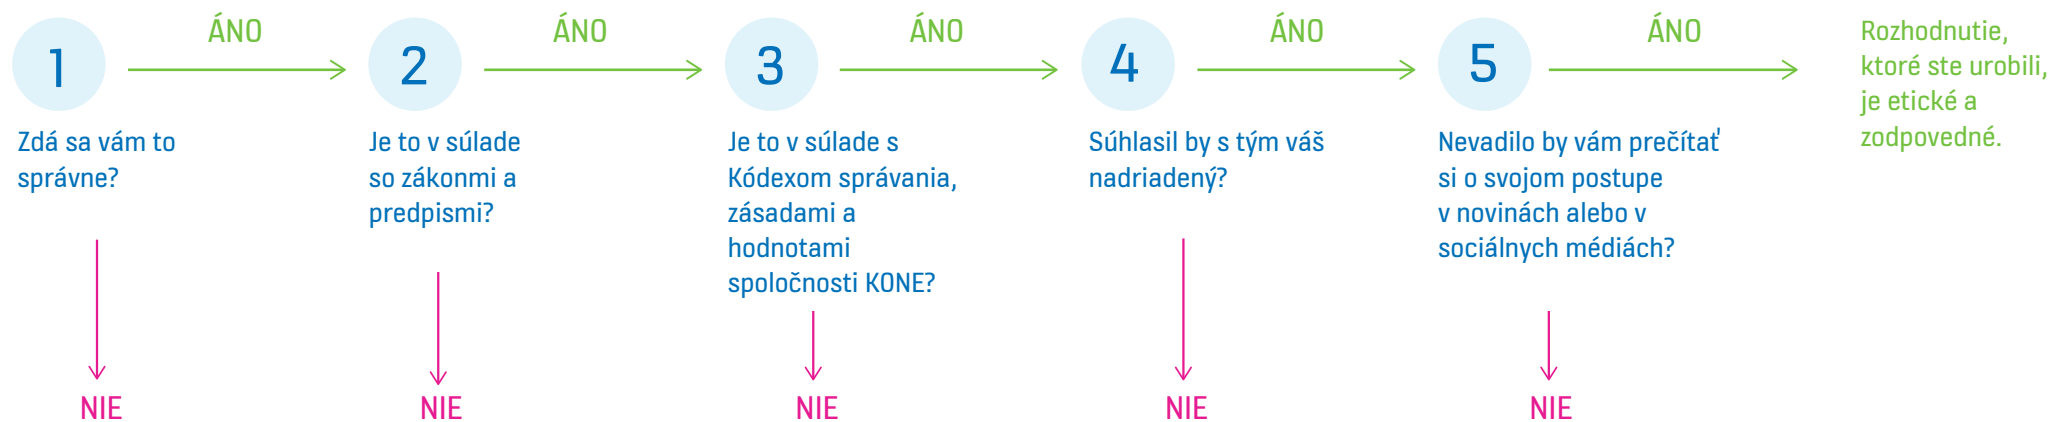 1
ÁNO
2
ÁNO
3
ÁNO
4
ÁNO
5
ÁNO
Rozhodnutie,
ktoré ste urobili,
je etické a
zodpovedné.
Zdá sa vám to
správne?
Je to v súlade
so zákonmi a
predpismi?
Je to v súlade s
Kódexom správania,
zásadami a
hodnotami
spoločnosti KONE?
Súhlasil by s tým váš
nadriadený?
Nevadilo by vám prečítať
si o svojom postupe
v novinách alebo v
sociálnych médiách?
NIE
NIE
NIE
NIE
NIE